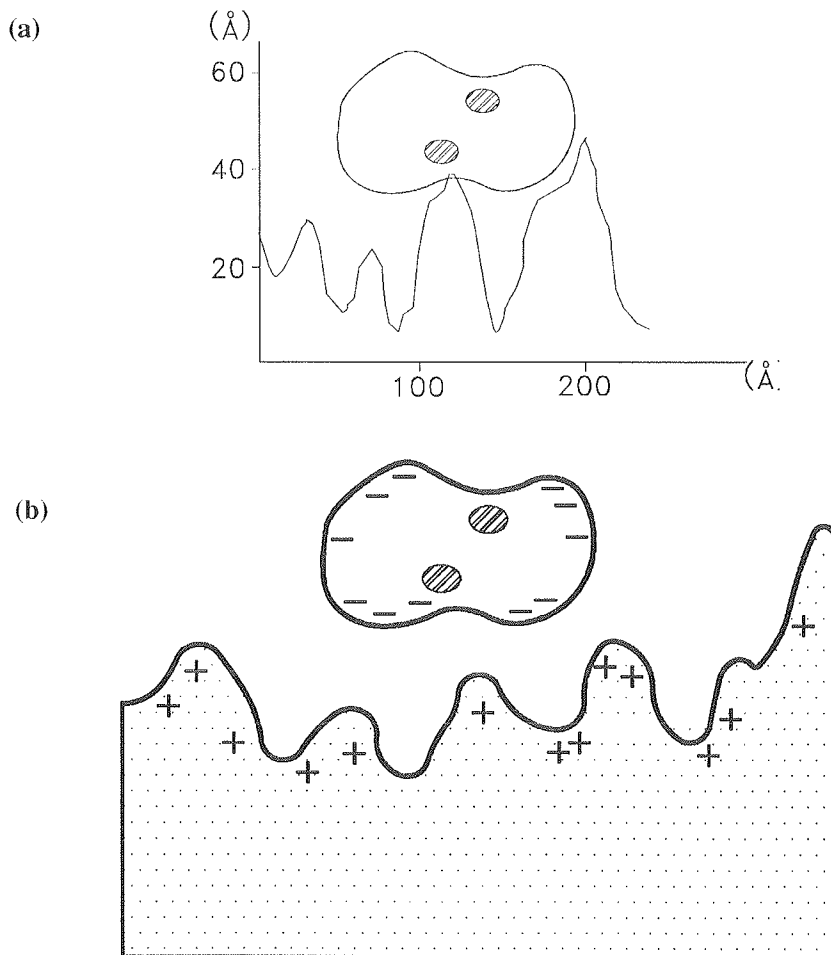 (a)
(Å)
60
40
20
100
200
(Å.
(b)
− − − − − − − − − − − − −
+ + + + + + + + + + + + + +